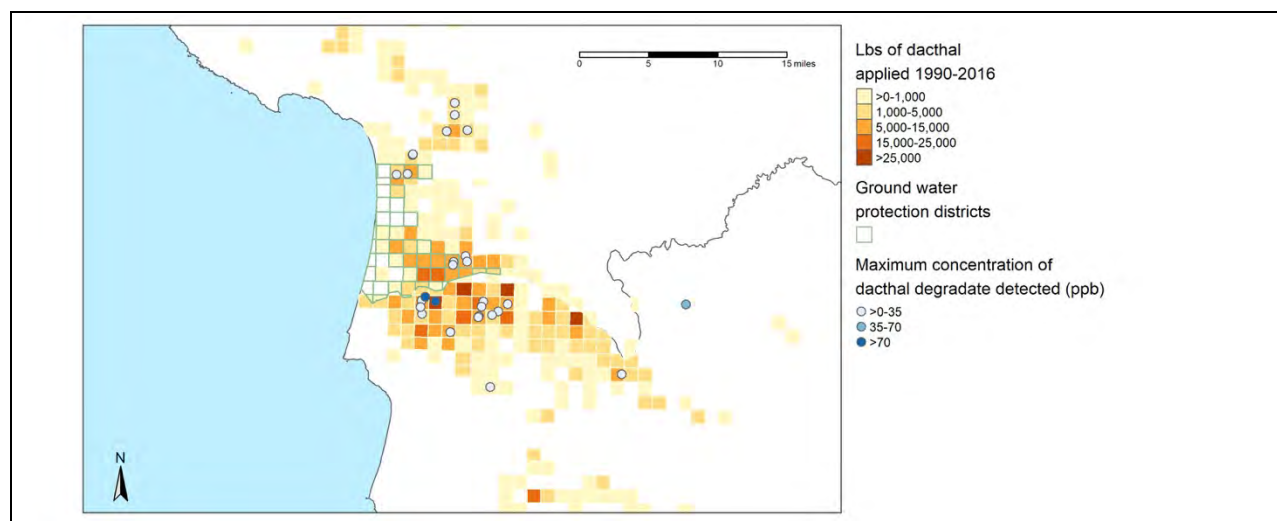 0 5 10 15 miles
N
Lbs of dacthal
applied 1990-2016
>0-1,000
1,000-5,000
5,000-15,000
15,000-25,000
>25,000
Ground water
protection districts
Maximum concentration of
dacthal degradate detected (ppb)
>0-35
35-70
>70